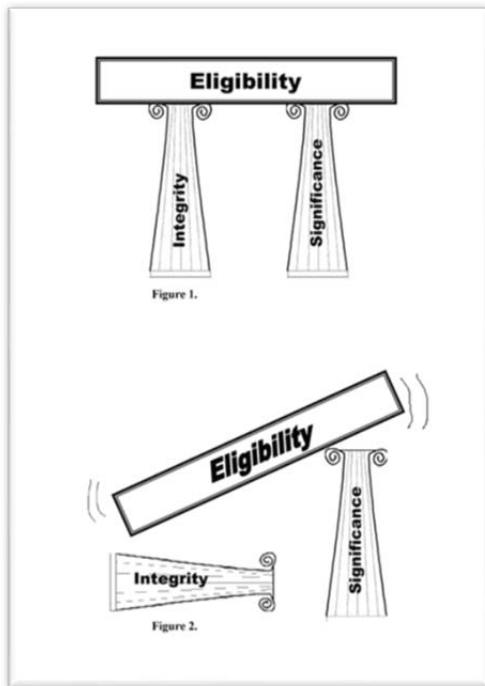 Eligibility
Integrity
Significance
Figure 1.
Eligibility
Significance
Integrity
Figure 2.